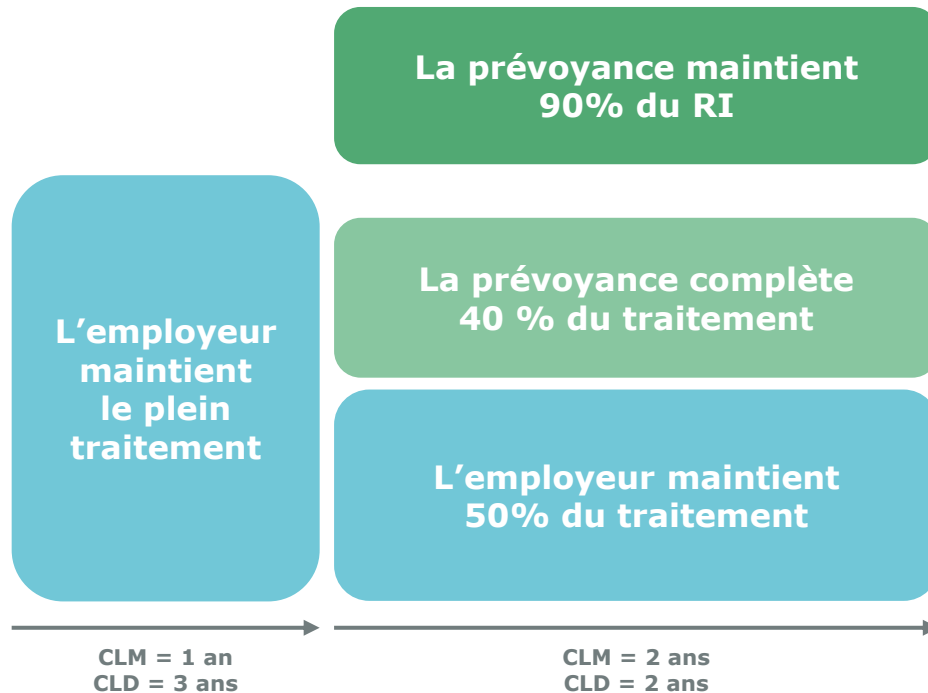 La prévoyance maintient
90% du RI
L’employeur
maintient
le plein
traitement
La prévoyance complète
40 % du traitement
L’employeur maintient
50% du traitement
CLM = 1 an
CLD = 3 ans
CLM = 2 ans
CLD = 2 ans